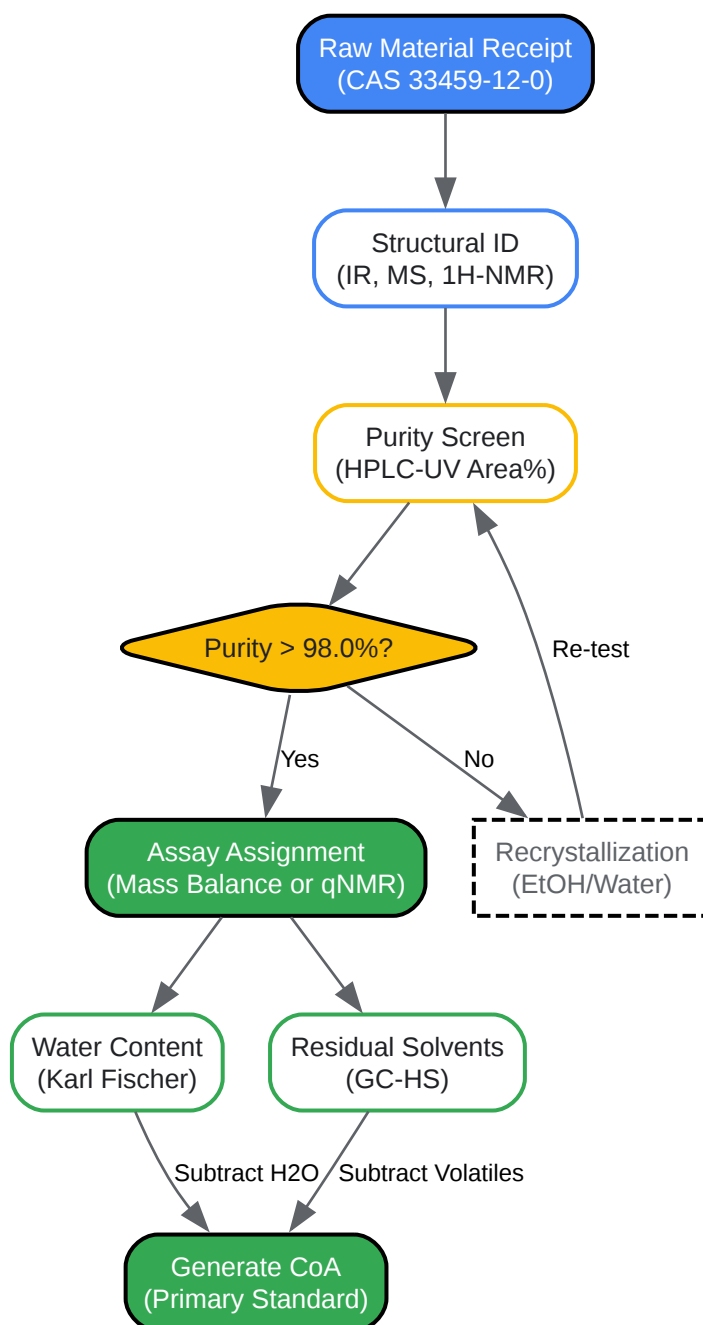 Raw Material Receipt
(CAS 33459-12-0)
Structural ID
(IR, MS, 1H-NMR)
Purity Screen
(HPLC-UV Area%)
Purity > 98.0%?
Re-test
Yes
No
Assay Assignment
(Mass Balance or qNMR)
Recrystallization
(EtOH/Water)
Water Content
(Karl Fischer)
Residual Solvents
(GC-HS)
Subtract H2O
Subtract Volatiles
Generate CoA
(Primary Standard)